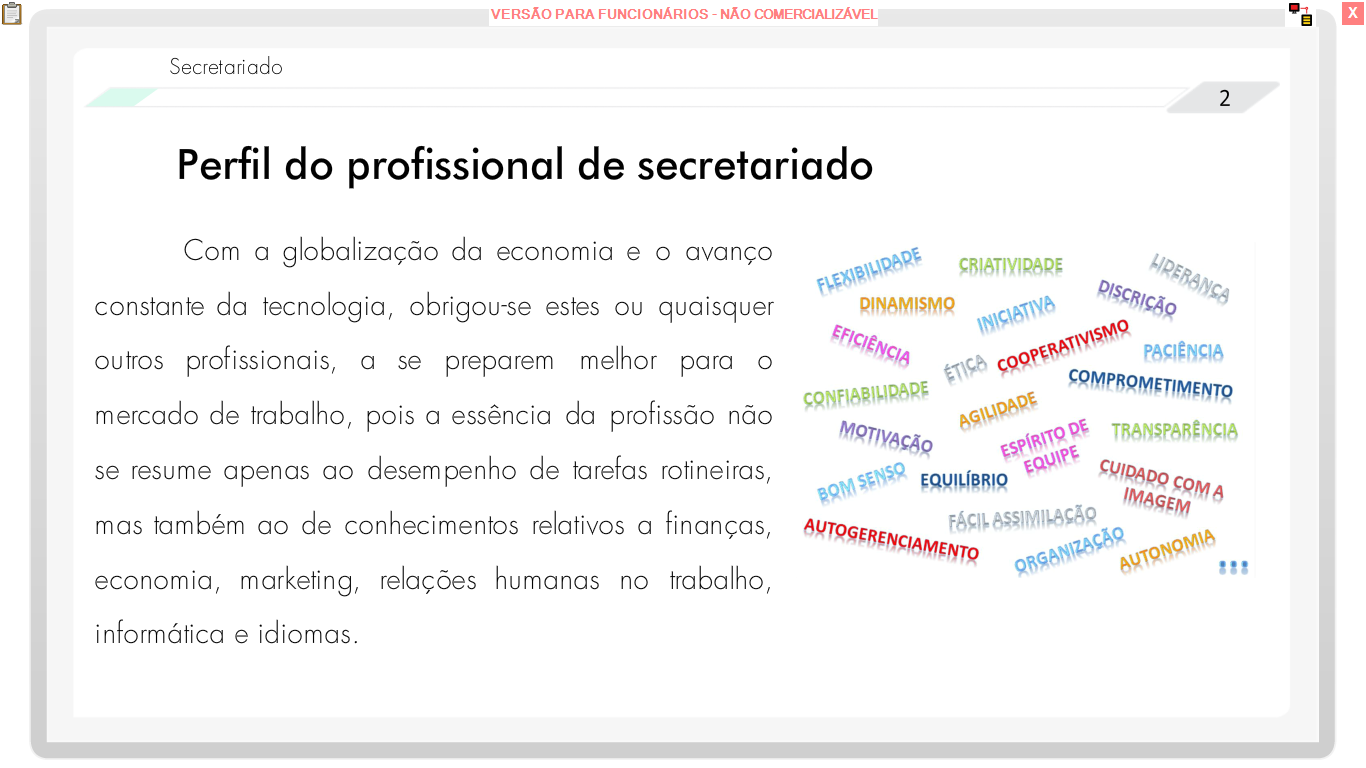 VERSÃO PARA FUNCIONÁRIOS - NÃO COMERCIALIZÁVEL
X
Secretariado
2
Perfil do profissional de secretariado
Com a globalização da economia e o avanço
constante da tecnologia, obrigou-se estes ou quaisquer
outros profissionais, a se preparem melhor para o
mercado de trabalho, pois a essência da profissão não
se resume apenas ao desempenho de tarefas rotineiras,
mas também ao de conhecimentos relativos a finanças,
economia, marketing, relações humanas no trabalho,
informática e idiomas.
FLEXIBILIDADE
CRIATIVIDADE
LIDERANÇA
DINAMISMO
INICIATIVA
DISCRIÇÃO
EFICIÊNCIA
ÉTICA
COOPERATIVISMO
PACIÊNCIA
CONFIABILIDADE
AGILIDADE
COMPROMETIMENTO
MOTIVAÇÃO
ESPÍRITO DE
EQUIPE
TRANSPARÊNCIA
BOM SENSO
EQUILÍBRIO
CUIDADO COM A
IMAGEM
AUTOGERENCIAMENTO
FÁCIL ASSIMILAÇÃO
ORGANIZAÇÃO
AUTONOMIA
...